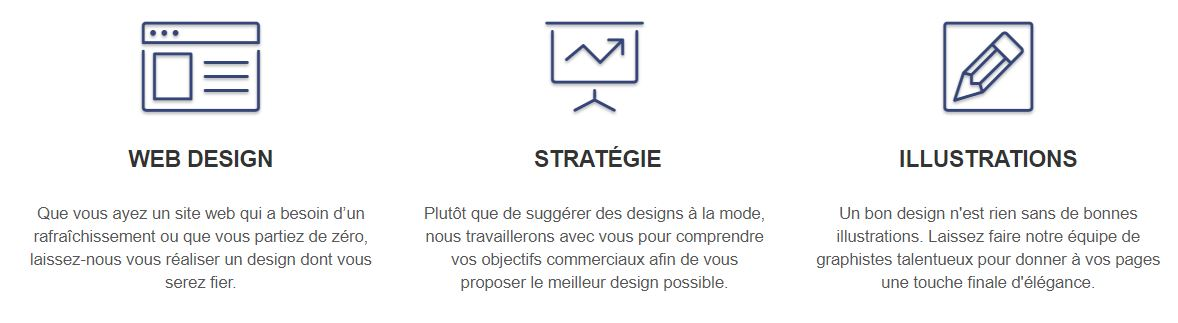 WEB DESIGN
Que vous ayez un site web qui a besoin d’un
rafraîchissement ou que vous partiez de zéro,
laissez-nous vous réaliser un design dont vous
serez fier.
STRATÉGIE
Plutôt que de suggérer des designs à la mode,
nous travaillerons avec vous pour comprendre
vos objectifs commerciaux afin de vous
proposer le meilleur design possible.
ILLUSTRATIONS
Un bon design n'est rien sans de bonnes
illustrations. Laissez faire notre équipe de
graphistes talentueux pour donner à vos pages
une touche finale d'élégance.